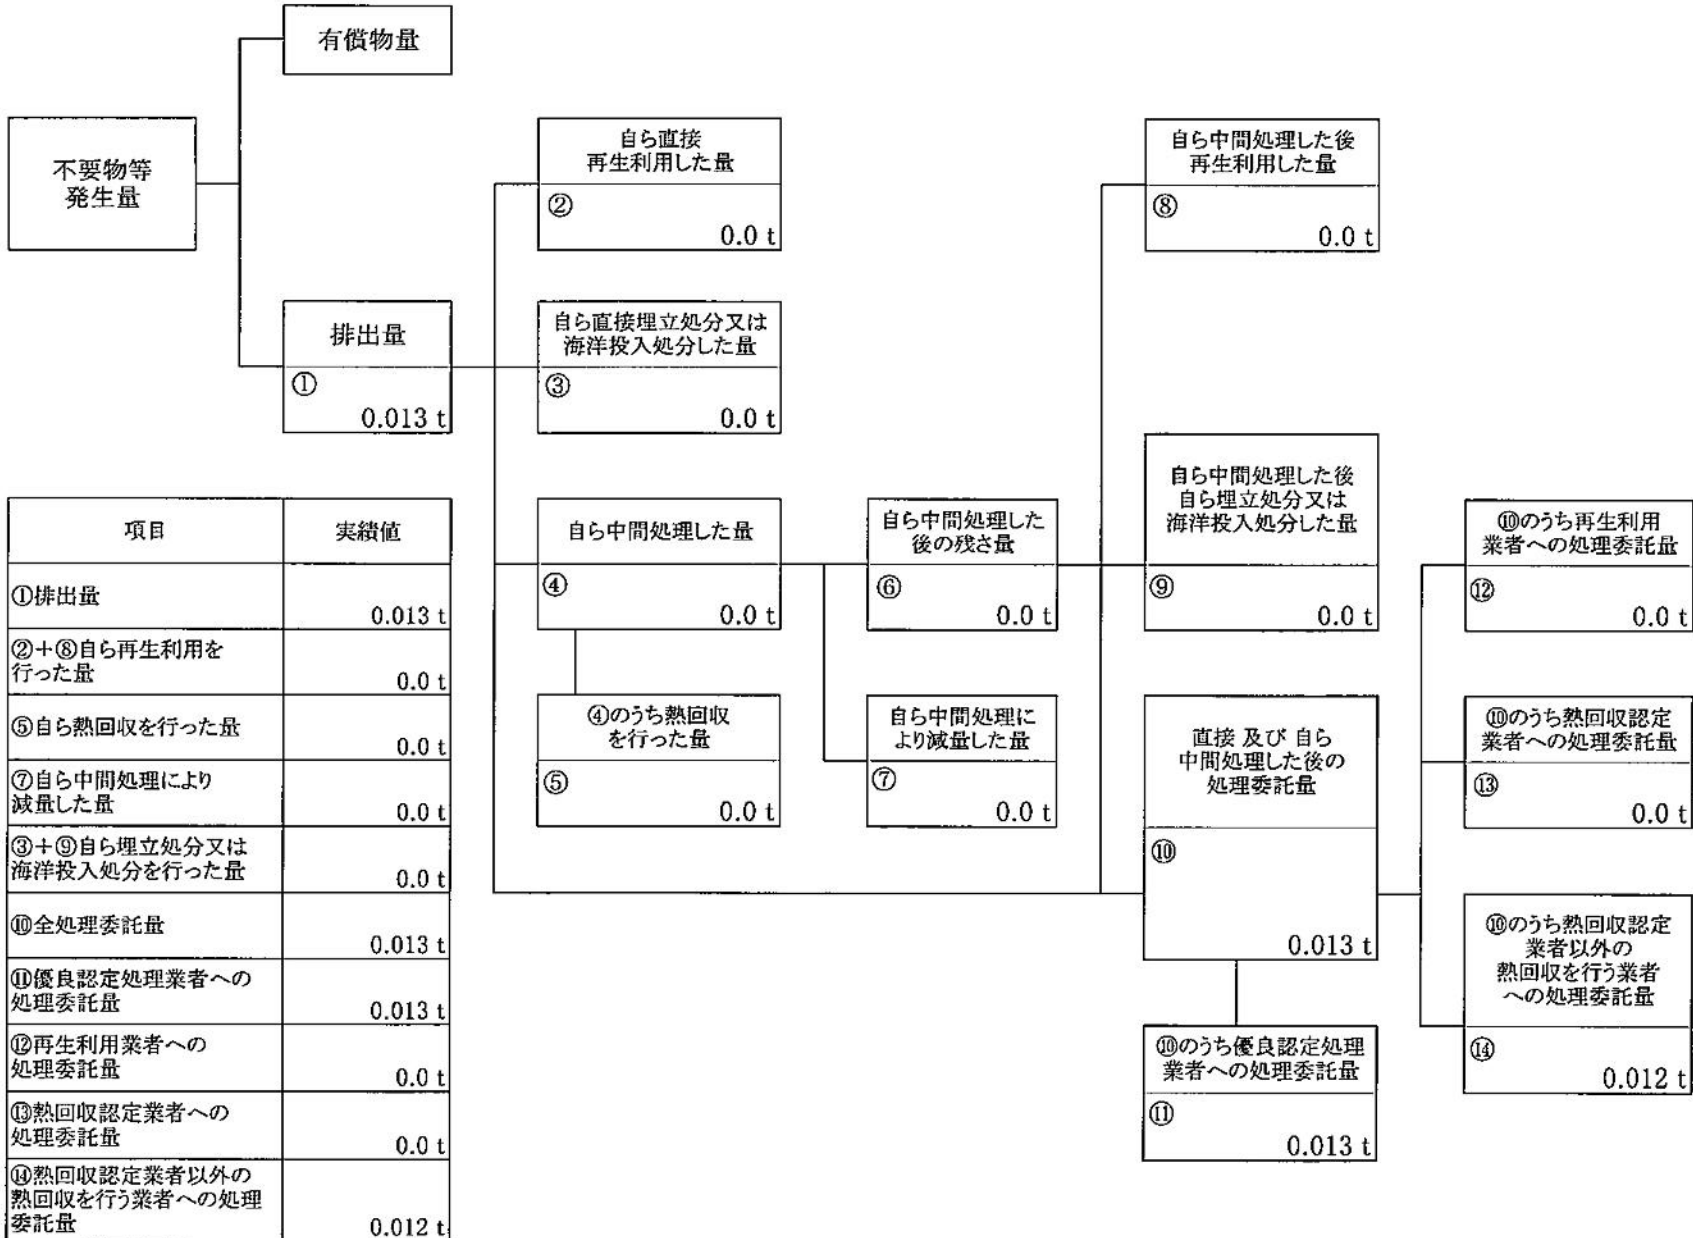 有償物量
不要物等
発生量
自ら直接
再生利用した量
②
0.0 t
自ら中間処理した後
再生利用した量
⑧
0.0 t
排出量
①
0.013 t
自ら直接埋立処分又は
海洋投入処分した量
③
0.0 t
自ら中間処理した量
④
0.0 t
自ら中間処理した
後の残さ量
⑥
0.0 t
自ら中間処理した後
自ら埋立処分又は
海洋投入処分した量
⑨
0.0 t
⑩のうち再生利用
業者への処理委託量
⑫
0.0 t
④のうち熱回収
を行った量
⑤
0.0 t
自ら中間処理に
より減量した量
⑦
0.0 t
直接 及び 自ら
中間処理した後の
処理委託量
⑩
0.013 t
⑩のうち熱回収認定
業者への処理委託量
⑬
0.0 t
⑩のうち熱回収認定
業者以外の
熱回収を行う業者
への処理委託量
⑭
0.012 t
⑩のうち優良認定処理
業者への処理委託量
⑪
0.013 t
項目 実績値
①排出量
0.013 t
②+⑧自ら再生利用を
行った量
0.0 t
⑤自ら熱回収を行った量
0.0 t
⑦自ら中間処理により
減量した量
0.0 t
③+⑨自ら埋立処分又は
海洋投入処分を行った量
0.0 t
⑩全処理委託量
0.013 t
⑪優良認定処理業者への
処理委託量
0.013 t
⑫再生利用業者への
処理委託量
0.0 t
⑬熱回収認定業者への
処理委託量
0.0 t
⑭熱回収認定業者以外の
熱回収を行う業者への処理
委託量
0.012 t